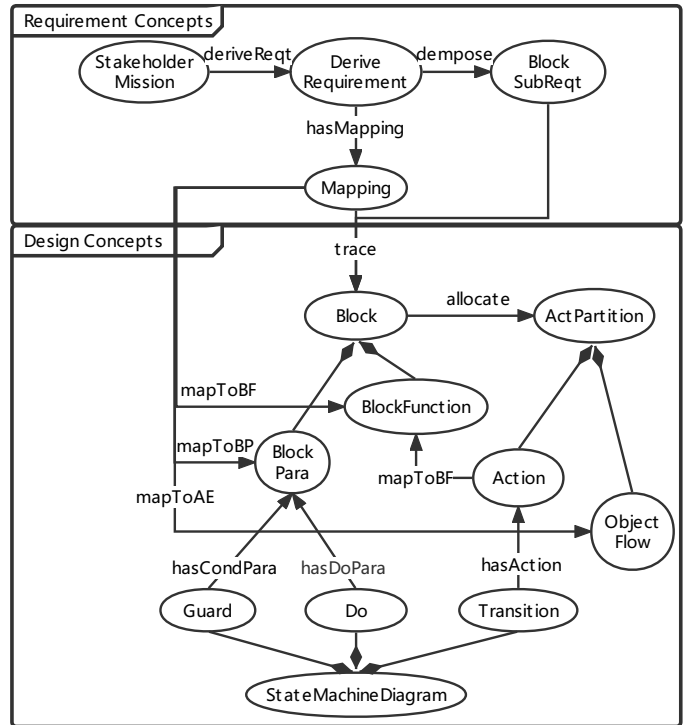 Requirement Concepts
Stakeholder
Mission
deriveReqt
Derive
Requirement
dempose
Block
SubReqt
hasMapping
Mapping
Design Concepts
trace
Block
allocate
ActPartition
mapToBF
BlockFunction
mapToBP
Block
Para
mapToBF
Action
mapToAE
Object
Flow
hasCondPara
hasDoPara
hasAction
Guard
Do
Transition
StateMachineDiagram